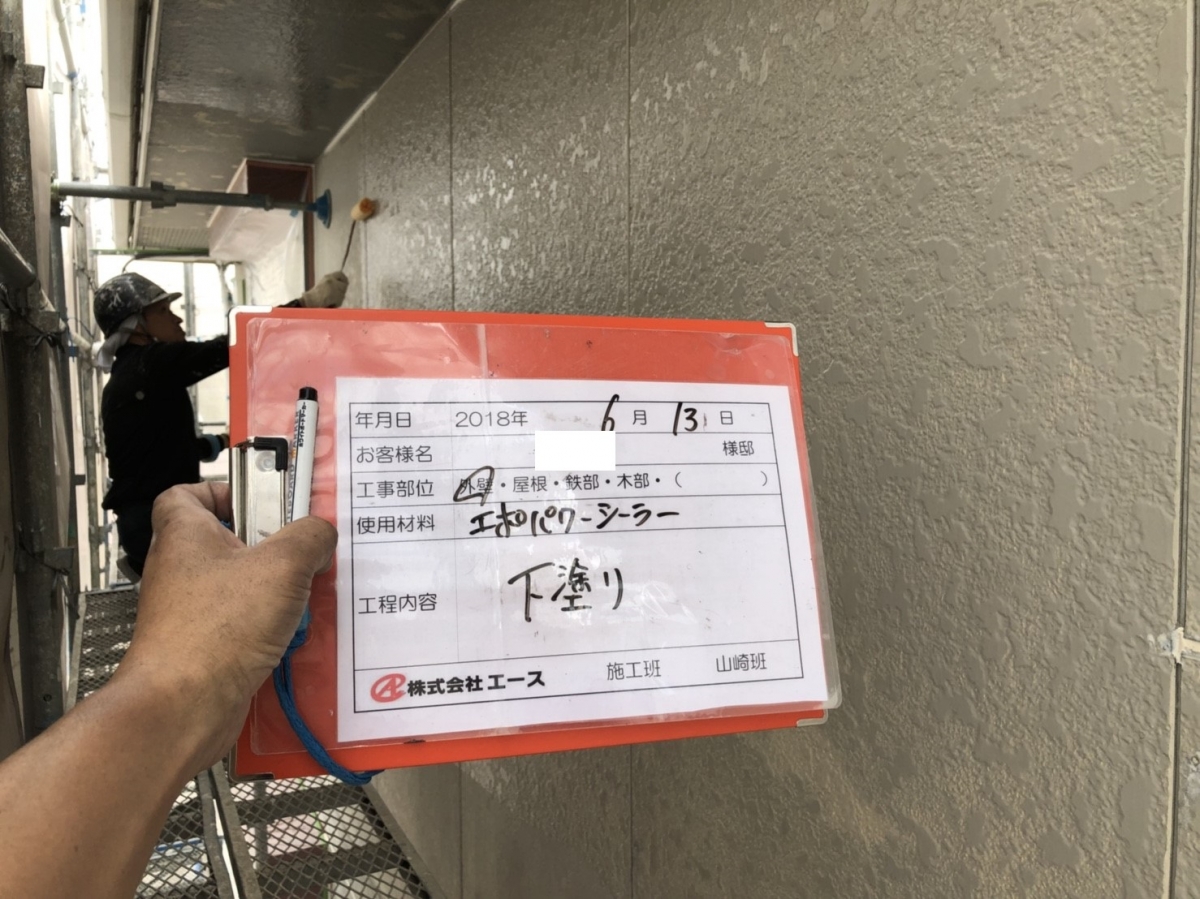 年月日 2018年 6月 13日
お客様名 様邸
工事部位 外壁・屋根・鉄部・木部・( )
使用材料 エポパワーシーラー
工程内容 下塗り
株式会社エース 施工班 山崎班